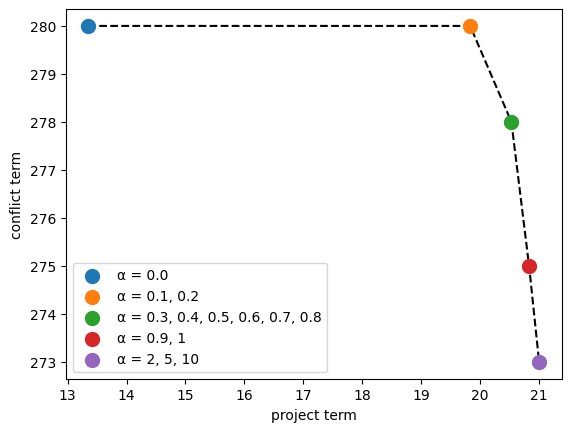 280
279
278
277
276
275
274
273
conflict term
α = 0.0
α = 0.1, 0.2
α = 0.3, 0.4, 0.5, 0.6, 0.7, 0.8
α = 0.9, 1
α = 2, 5, 10
13 14 15 16 17 18 19 20 21
project term